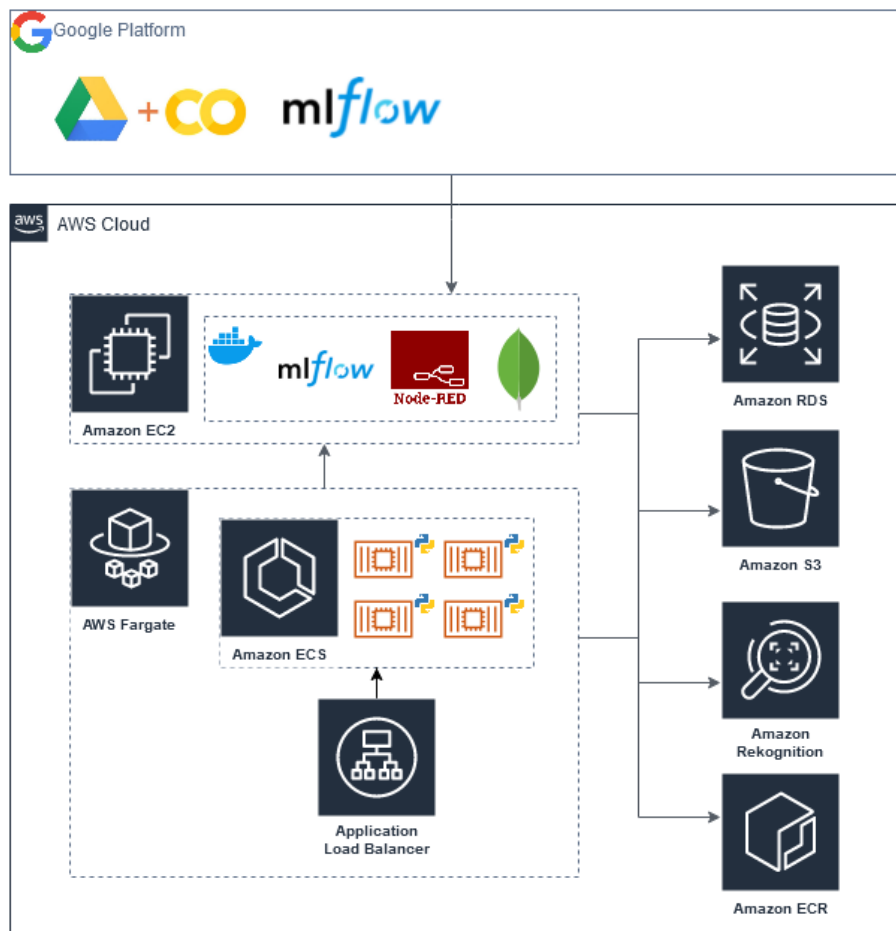 Google Platform
+
CO
mlflow
aws
AWS Cloud
mlflow
Node-RED
Amazon EC2
Amazon RDS
Amazon S3
AWS Fargate
Amazon ECS
Amazon
Rekognition
Application
Load Balancer
Amazon ECR